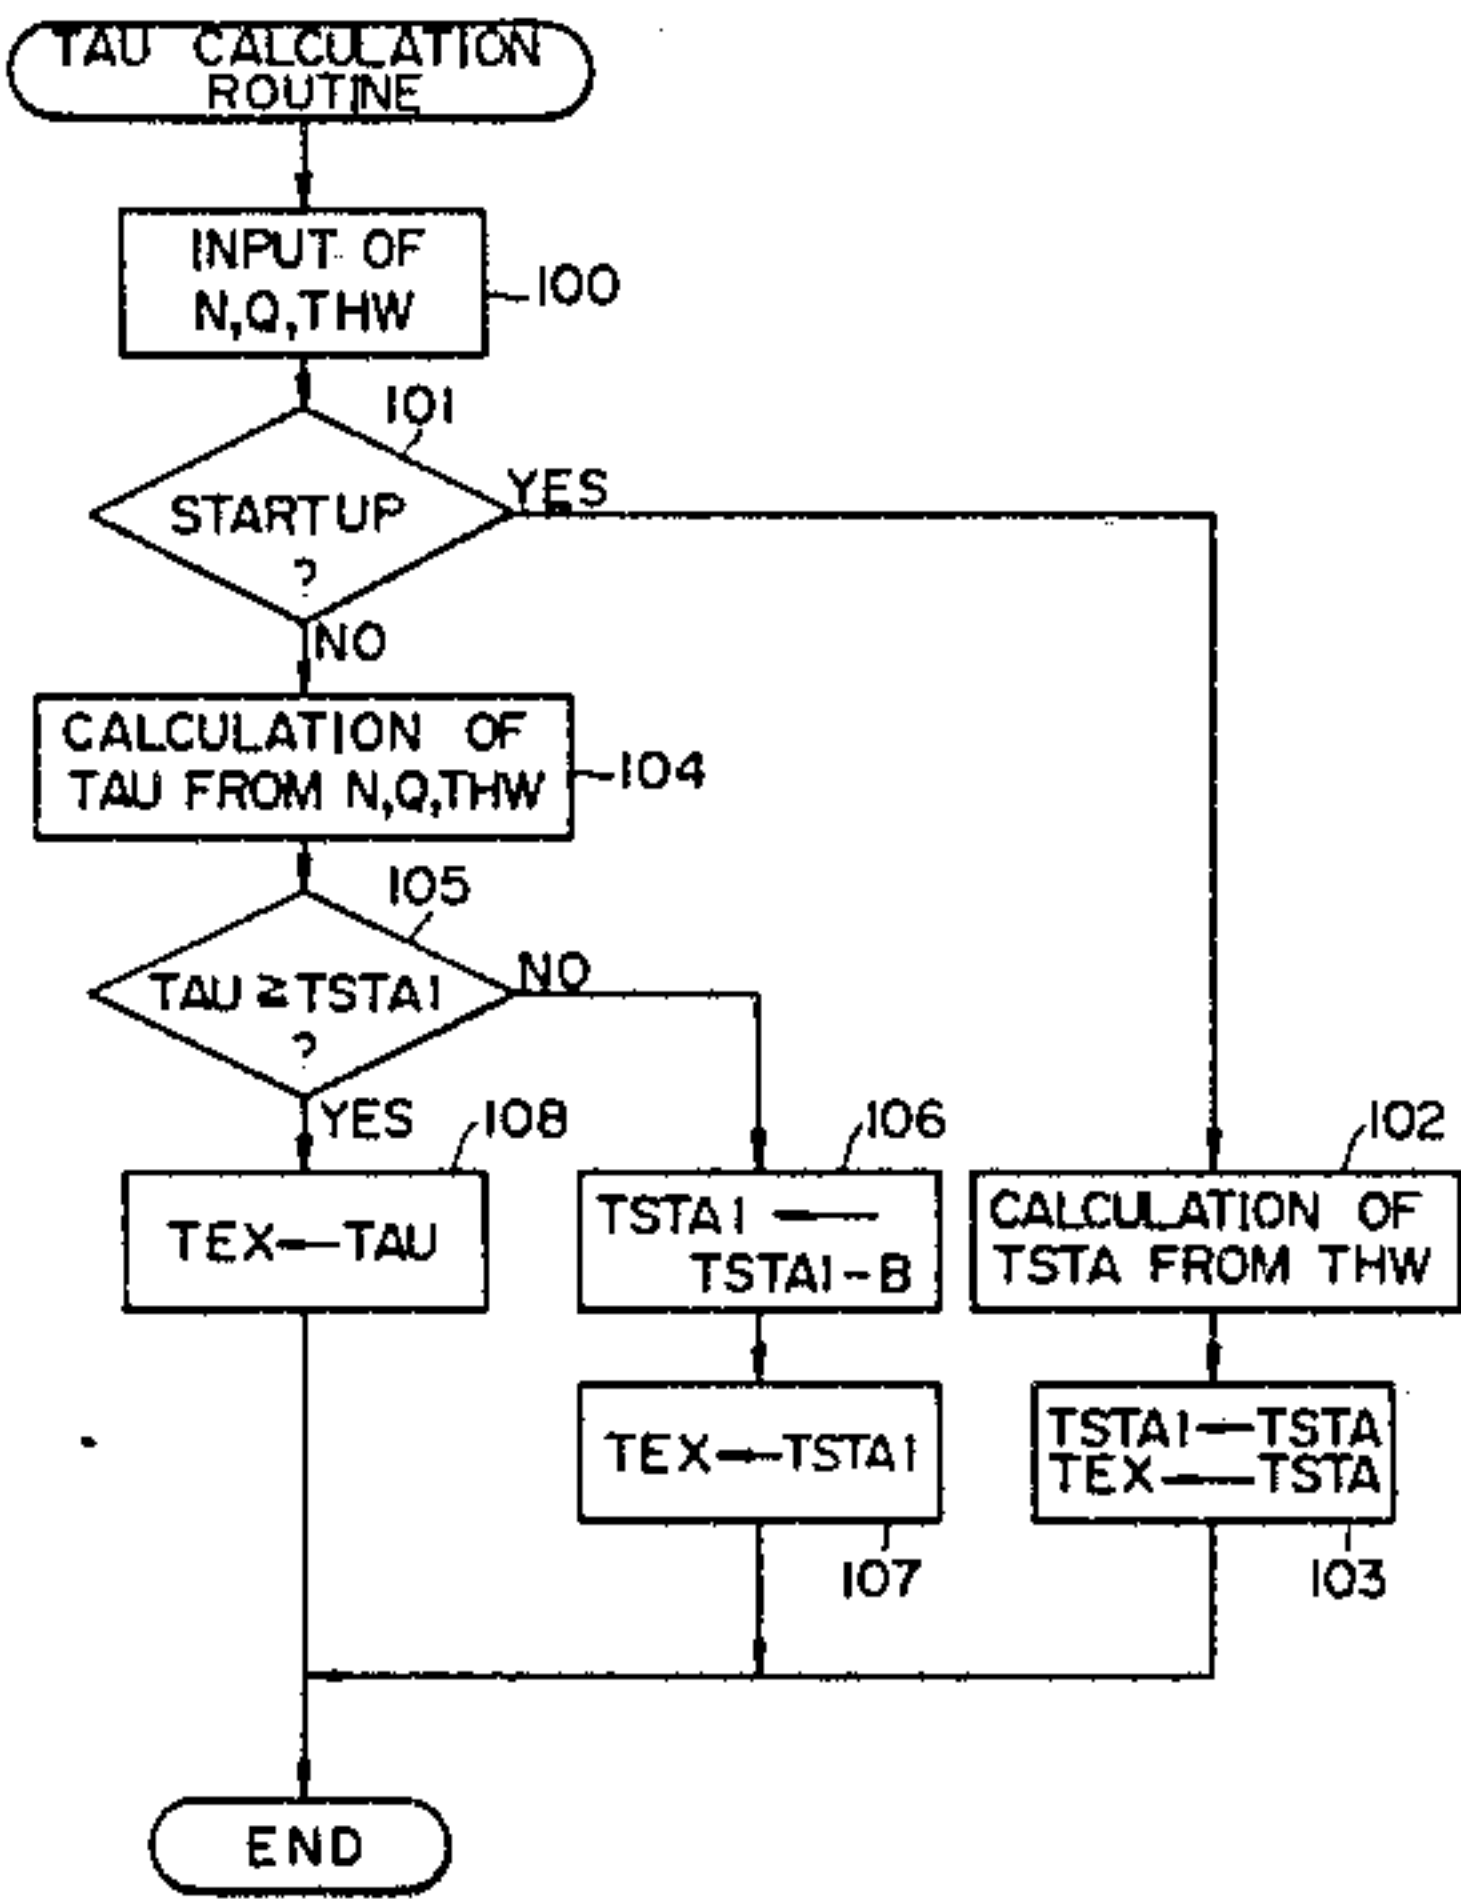 TAU CALCULATION
ROUTINE
INPUT OF
N,Q,THW
100
101
STARTUP
?
YES
NO
CALCULATION OF
TAU FROM N,Q,THW
104
105
TAU ≧ TSTA1
?
NO
YES
108
TEX←TAU
106
TSTA1 ←
TSTA1-B
102
CALCULATION OF
TSTA FROM THW
TEX←TSTA1
107
TSTA1←TSTA
TEX←TSTA
103
END